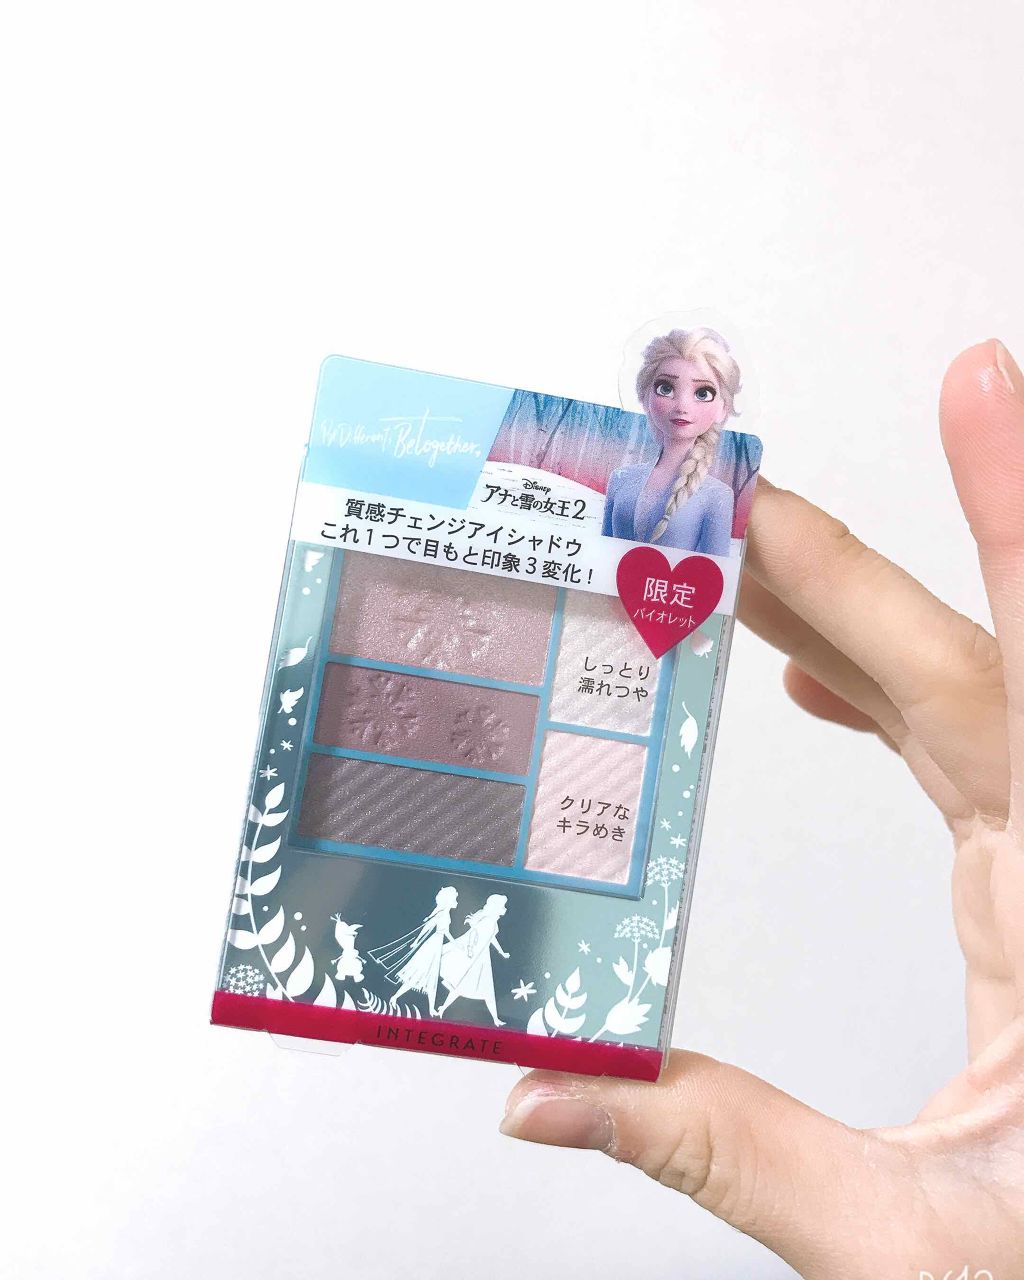 Be Different, Be together.
Disney
アナと雪の女王2
質感チェンジアイシャドウ
これ1つで目もと印象3変化!
限定
バイオレット
しっとり
濡れつや
クリアな
キラめき
INTEGRATE